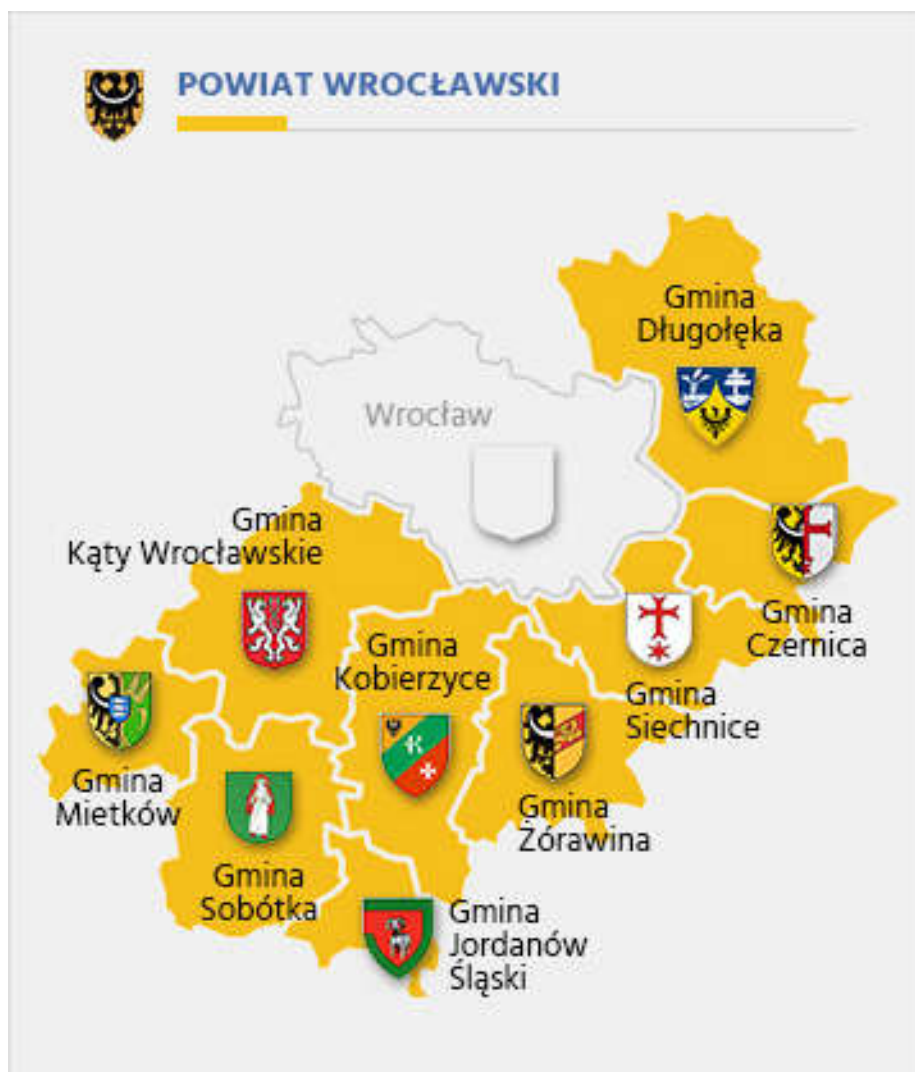 POWIAT WROCŁAWSKI
Gmina
Długołęka
Wrocław
Gmina
Kąty Wrocławskie
Gmina
Czernica
Gmina
Kobierzyce
Gmina
Siechnice
Gmina
Mietków
Gmina
Żórawina
Gmina
Sobótka
Gmina
Jordanów
Śląski